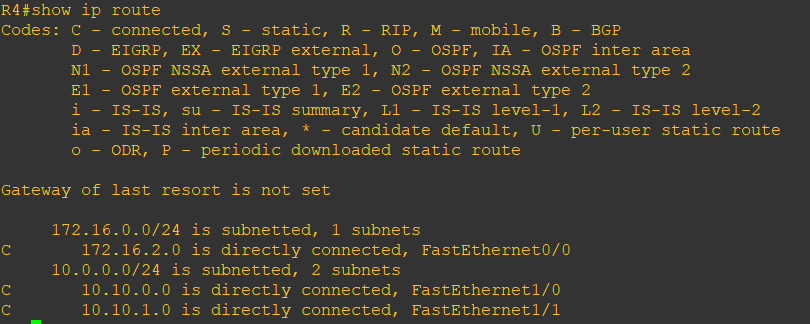 R4#show ip route
Codes: C - connected, S - static, R - RIP, M - mobile, B - BGP
       D - EIGRP, EX - EIGRP external, O - OSPF, IA - OSPF inter area
       N1 - OSPF NSSA external type 1, N2 - OSPF NSSA external type 2
       E1 - OSPF external type 1, E2 - OSPF external type 2
       i - IS-IS, su - IS-IS summary, L1 - IS-IS level-1, L2 - IS-IS level-2
       ia - IS-IS inter area, * - candidate default, U - per-user static route
       o - ODR, P - periodic downloaded static route
Gateway of last resort is not set
     172.16.0.0/24 is subnetted, 1 subnets
C       172.16.2.0 is directly connected, FastEthernet0/0
     10.0.0.0/24 is subnetted, 2 subnets
C       10.10.0.0 is directly connected, FastEthernet1/0
C       10.10.1.0 is directly connected, FastEthernet1/1